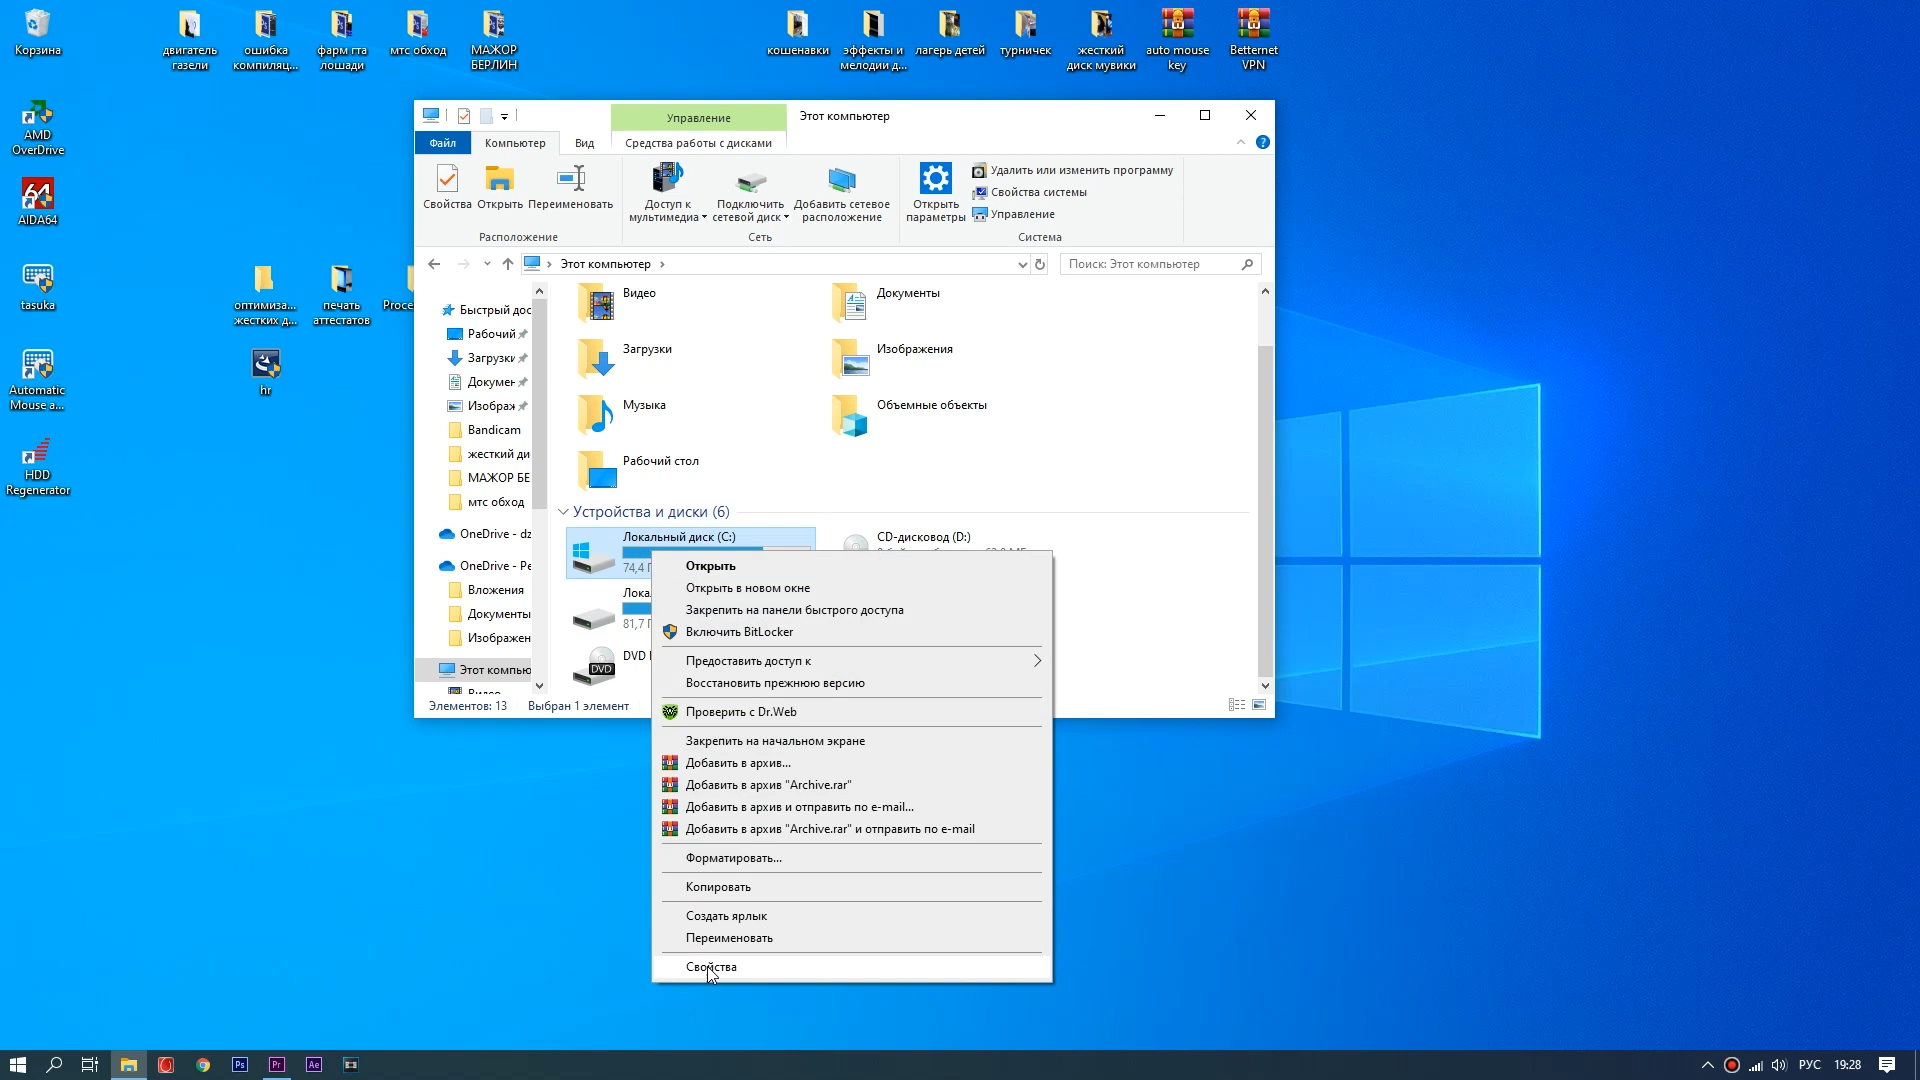 Корзина
двигатель
газели
ошибка
компиляц...
фарм гта
лошади
мтс обход
МАЖОР
БЕРЛИН
кошенавки
эффекты и
мелодии д...
лагерь детей
турничек
жесткий
диск мувики
auto mouse
key
Betternet
VPN
AMD
OverDrive
AIDA64
tasuka
Automatic
Mouse a...
HDD
Regenerator
оптимиза...
жестких д...
печать
аттестатов
Proce
hr
Управление
Этот компьютер
Файл
Компьютер
Вид
Средства работы с дисками
Свойства
Открыть
Переименовать
Расположение
Доступ к
мультимедиа
Подключить
сетевой диск
Добавить сетевое
расположение
Сеть
Открыть
параметры
Удалить или изменить программу
Свойства системы
Управление
Система
Этот компьютер
Поиск: Этот компьютер
Быстрый дос
Рабочий
Загрузки
Докумен
Изображ
Bandicam
жесткий ди
МАЖОР БЕ
мтс обход
OneDrive - dz
OneDrive - Pe
Вложения
Документы
Изображен
Этот компью
Видео
Видео
Документы
Загрузки
Изображения
Музыка
Объемные объекты
Рабочий стол
Устройства и диски (6)
Локальный диск (C:)
74,4 Г
CD-дисковод (D:)
Лока
81,7 Г
DVD
DVD
Элементов: 13
Выбран 1 элемент
Открыть
Открыть в новом окне
Закрепить на панели быстрого доступа
Включить BitLocker
Предоставить доступ к
Восстановить прежнюю версию
Проверить с Dr.Web
Закрепить на начальном экране
Добавить в архив...
Добавить в архив "Archive.rar"
Добавить в архив и отправить по e-mail...
Добавить в архив "Archive.rar" и отправить по e-mail
Форматировать...
Копировать
Создать ярлык
Переименовать
Свойства
Ps
Pr
Ae
РУС
19:28